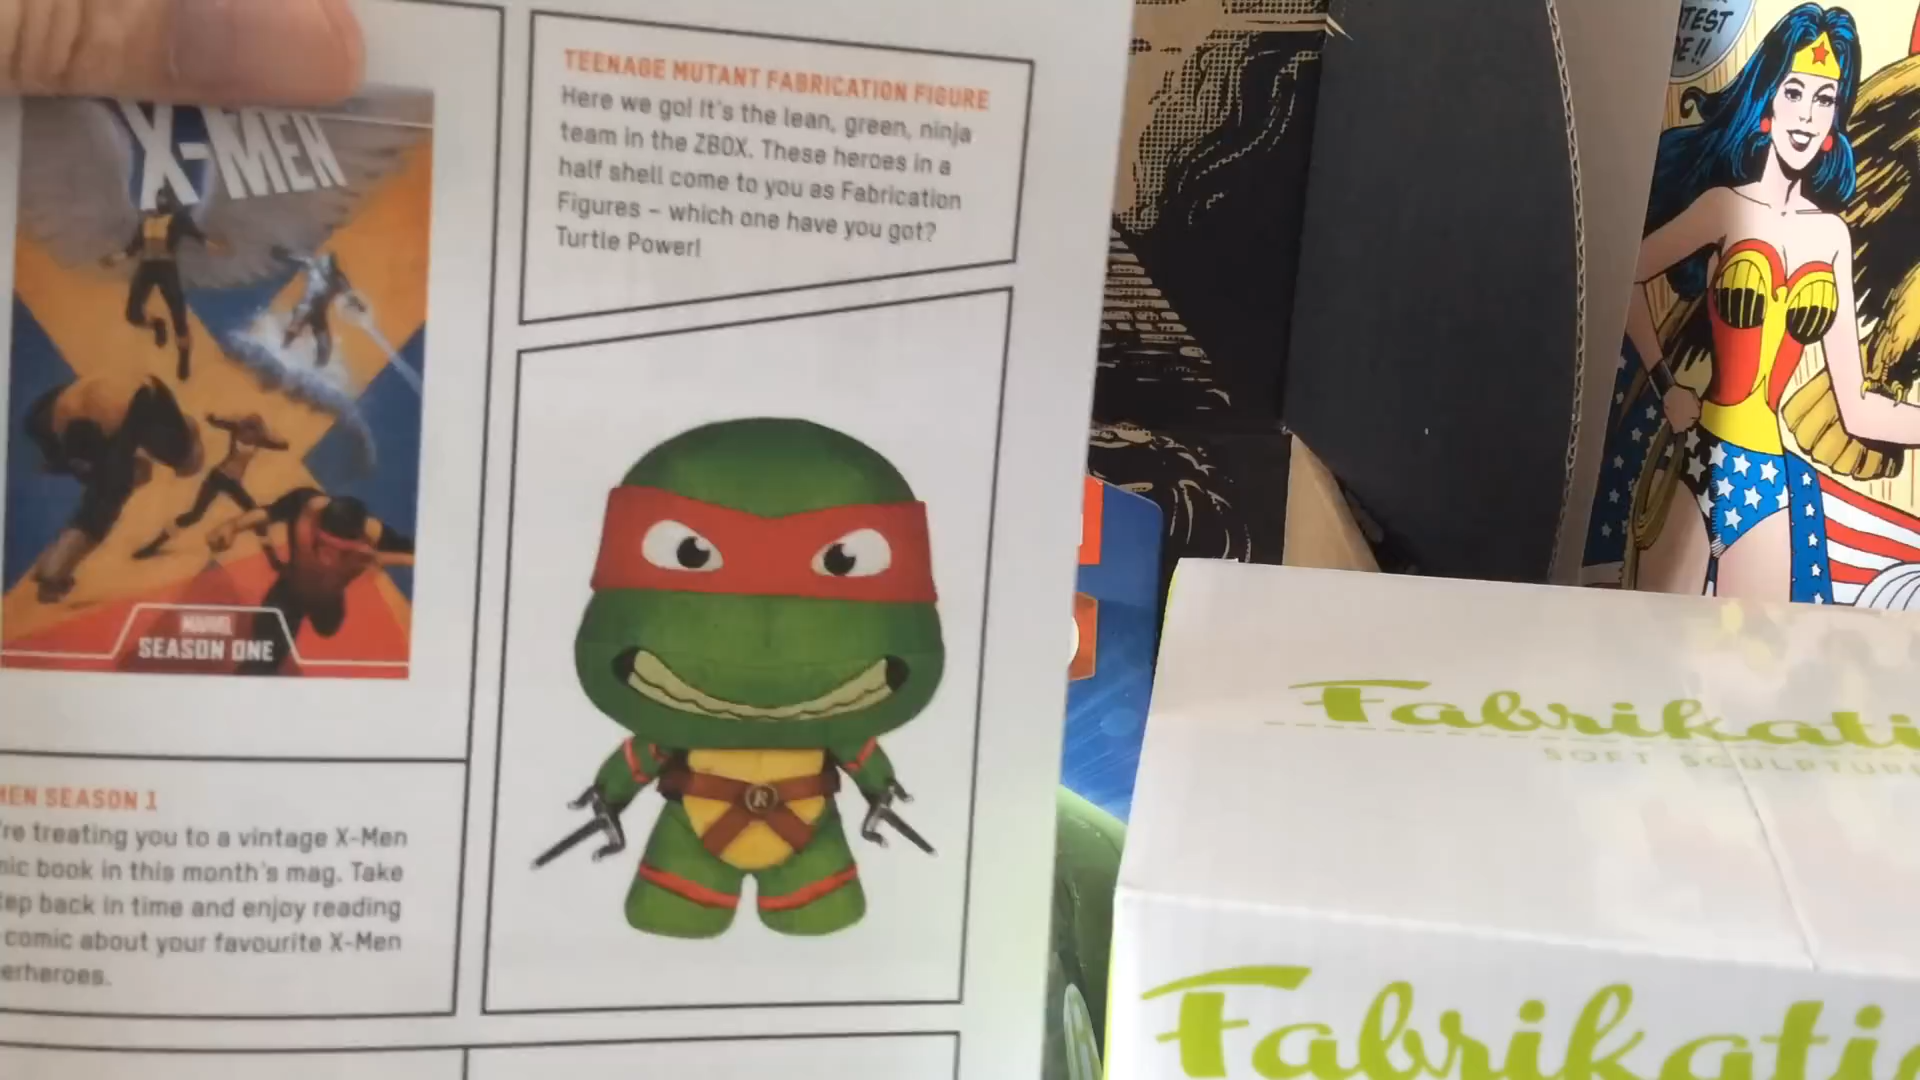 X-MEN
MARVEL
SEASON ONE
MEN SEASON 1
're treating you to a vintage X-Men
book in this month's mag. Take
back in time and enjoy reading
comic about your favourite X-Men
erheroes.
TEENAGE MUTANT FABRICATION FIGURE
Here we go! It's the lean, green, ninja
team in the ZBOX. These heroes in a
half shell come to you as Fabrication
Figures – which one have you got?
Turtle Power!
R
TEST
E!!
Fabrikati
SOFT SCULPTURE
Fabrikatio